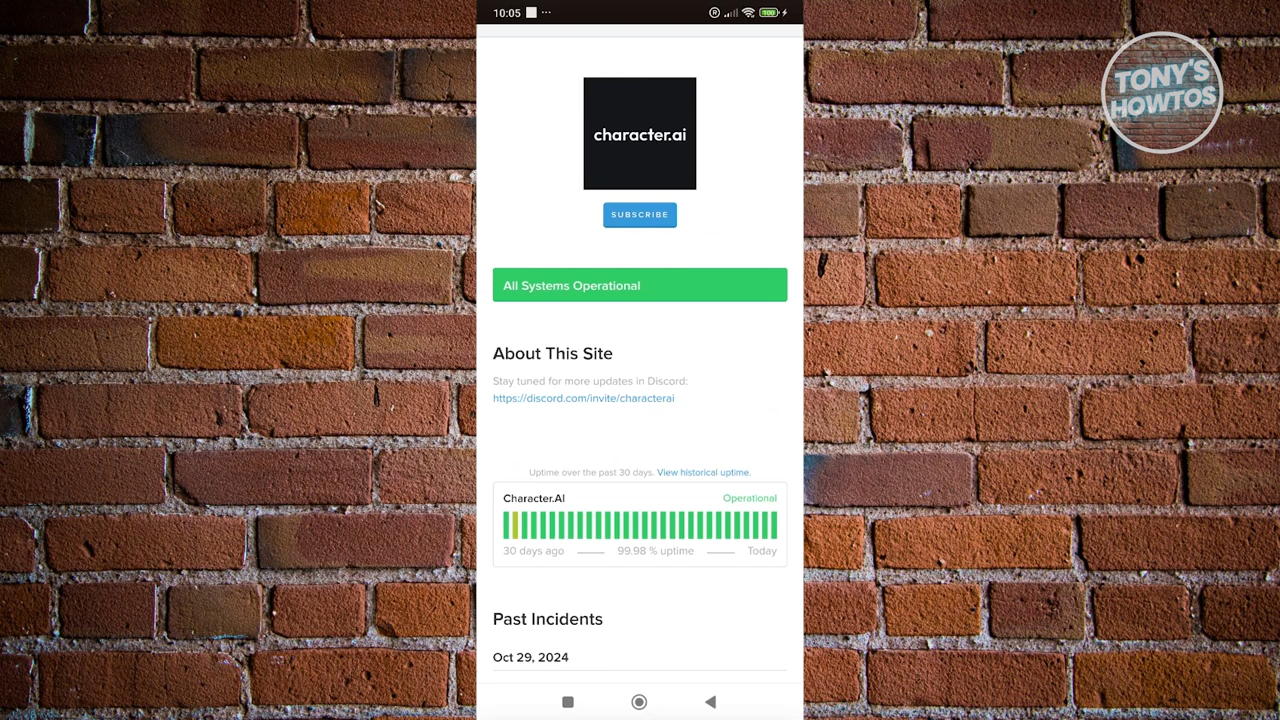 10:05
100
TONY'S
HOWTOS
character.ai
SUBSCRIBE
All Systems Operational
About This Site
Stay tuned for more updates in Discord:
https://discord.com/invite/characterai
Uptime over the past 30 days. View historical uptime.
Character.AI Operational
30 days ago 99.98 % uptime Today
Past Incidents
Oct 29, 2024